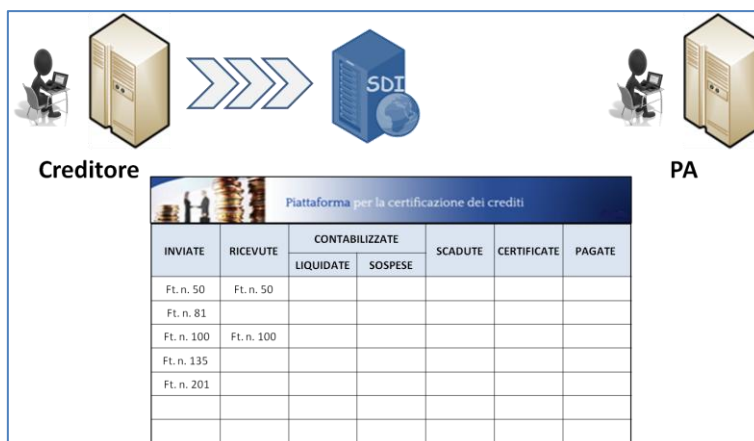 SDI
Creditore
PA
Piattaforma per la certificazione dei crediti
INVIATE RICEVUTE CONTABILIZZATE SCADUTE CERTIFICATE PAGATE
LIQUIDATE SOSPESE
Ft. n. 50 Ft. n. 50
Ft. n. 81
Ft. n. 100 Ft. n. 100
Ft. n. 135
Ft. n. 201